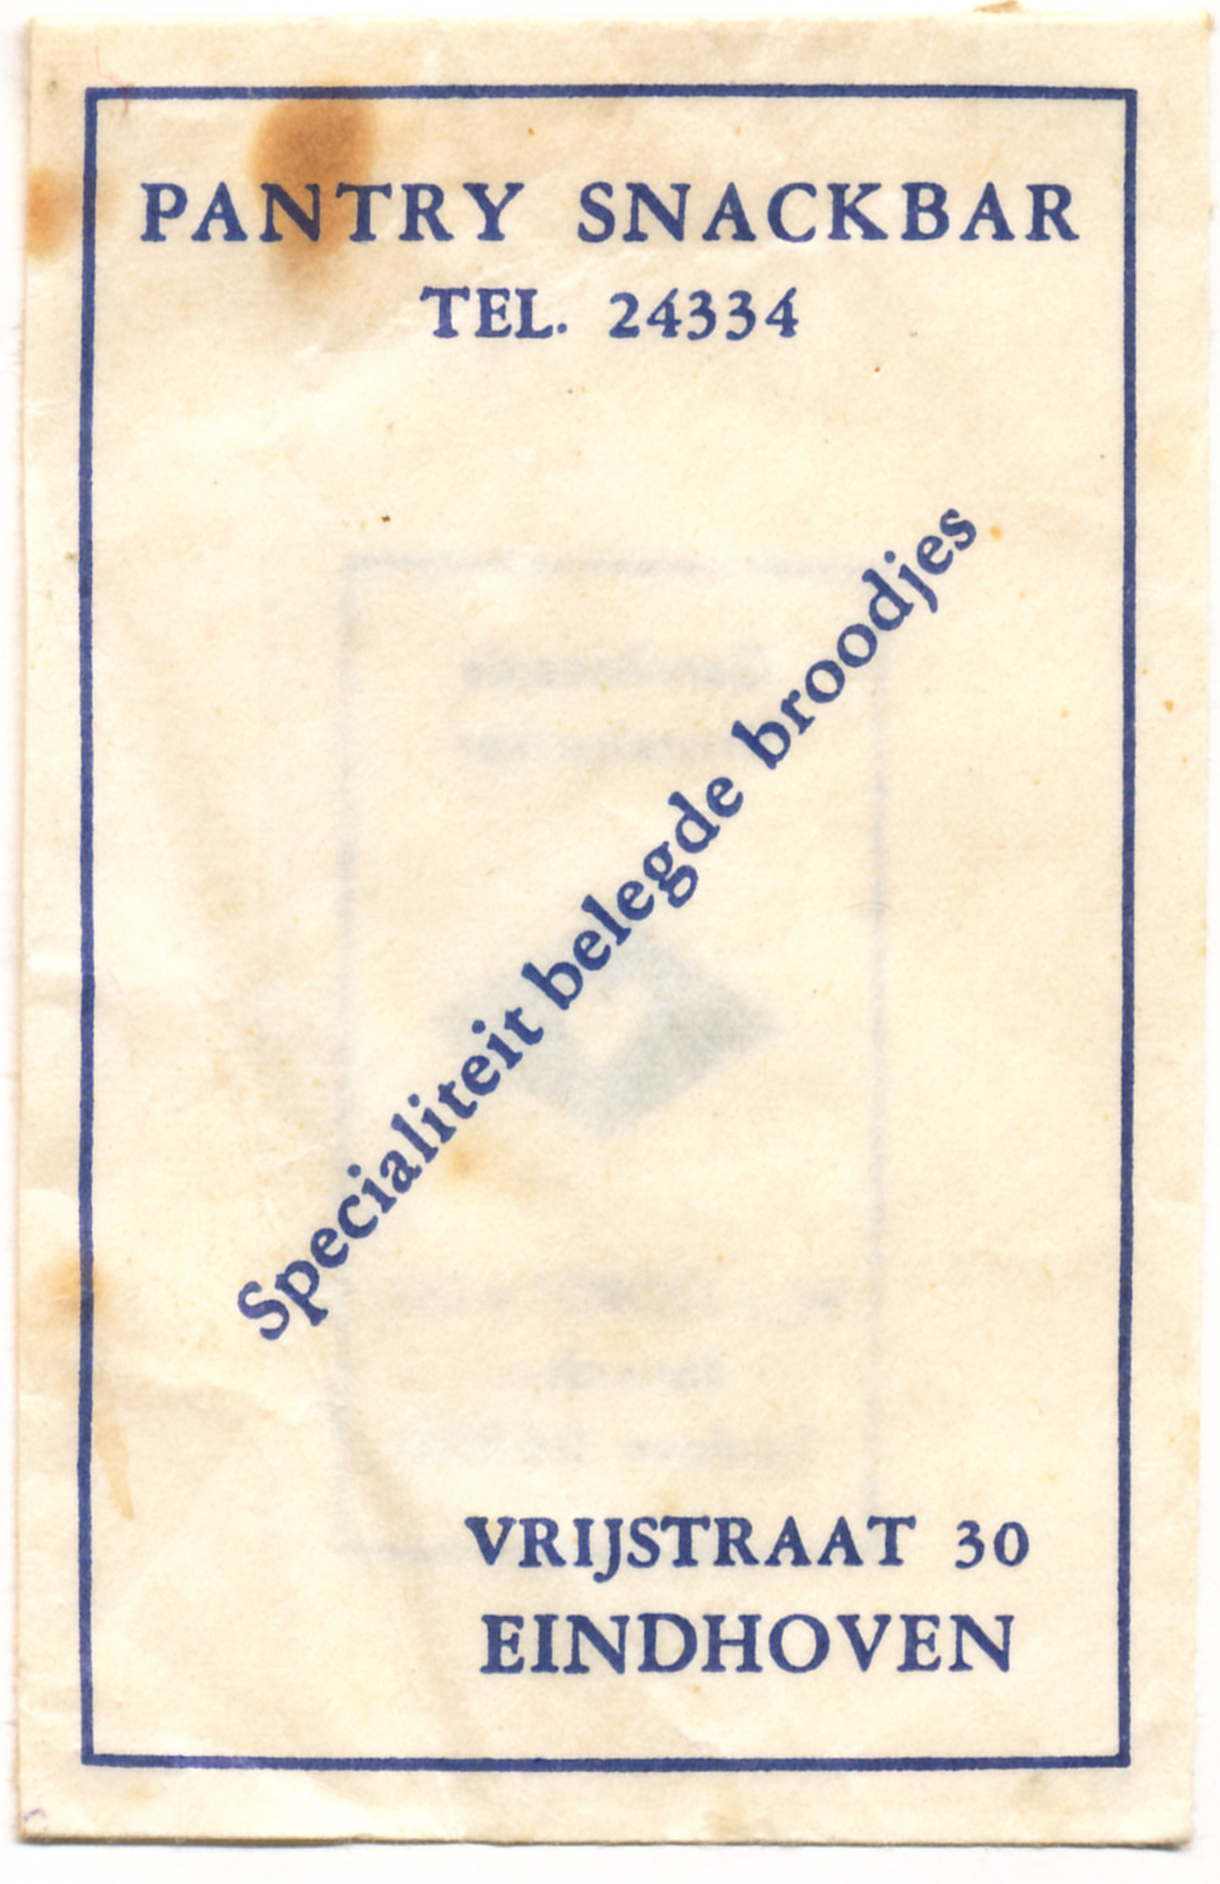 PANTRY SNACKBAR
TEL. 24334
Specialiteit belegde broodjes
VRIJSTRAAT 30
EINDHOVEN